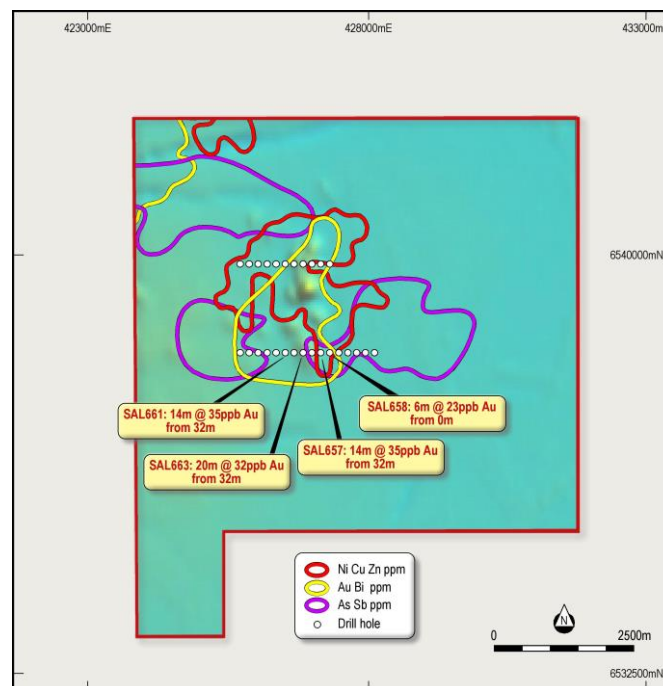 423000mE
428000mE
433000mE
6540000mN
SAL661: 14m @ 35ppb Au
from 32m
SAL658: 6m @ 23ppb Au
from 0m
SAL663: 20m @ 32ppb Au
from 32m
SAL657: 14m @ 35ppb Au
from 32m
Ni Cu Zn ppm
Au Bi ppm
As Sb ppm
Drill hole
N
0
2500m
6532500mN